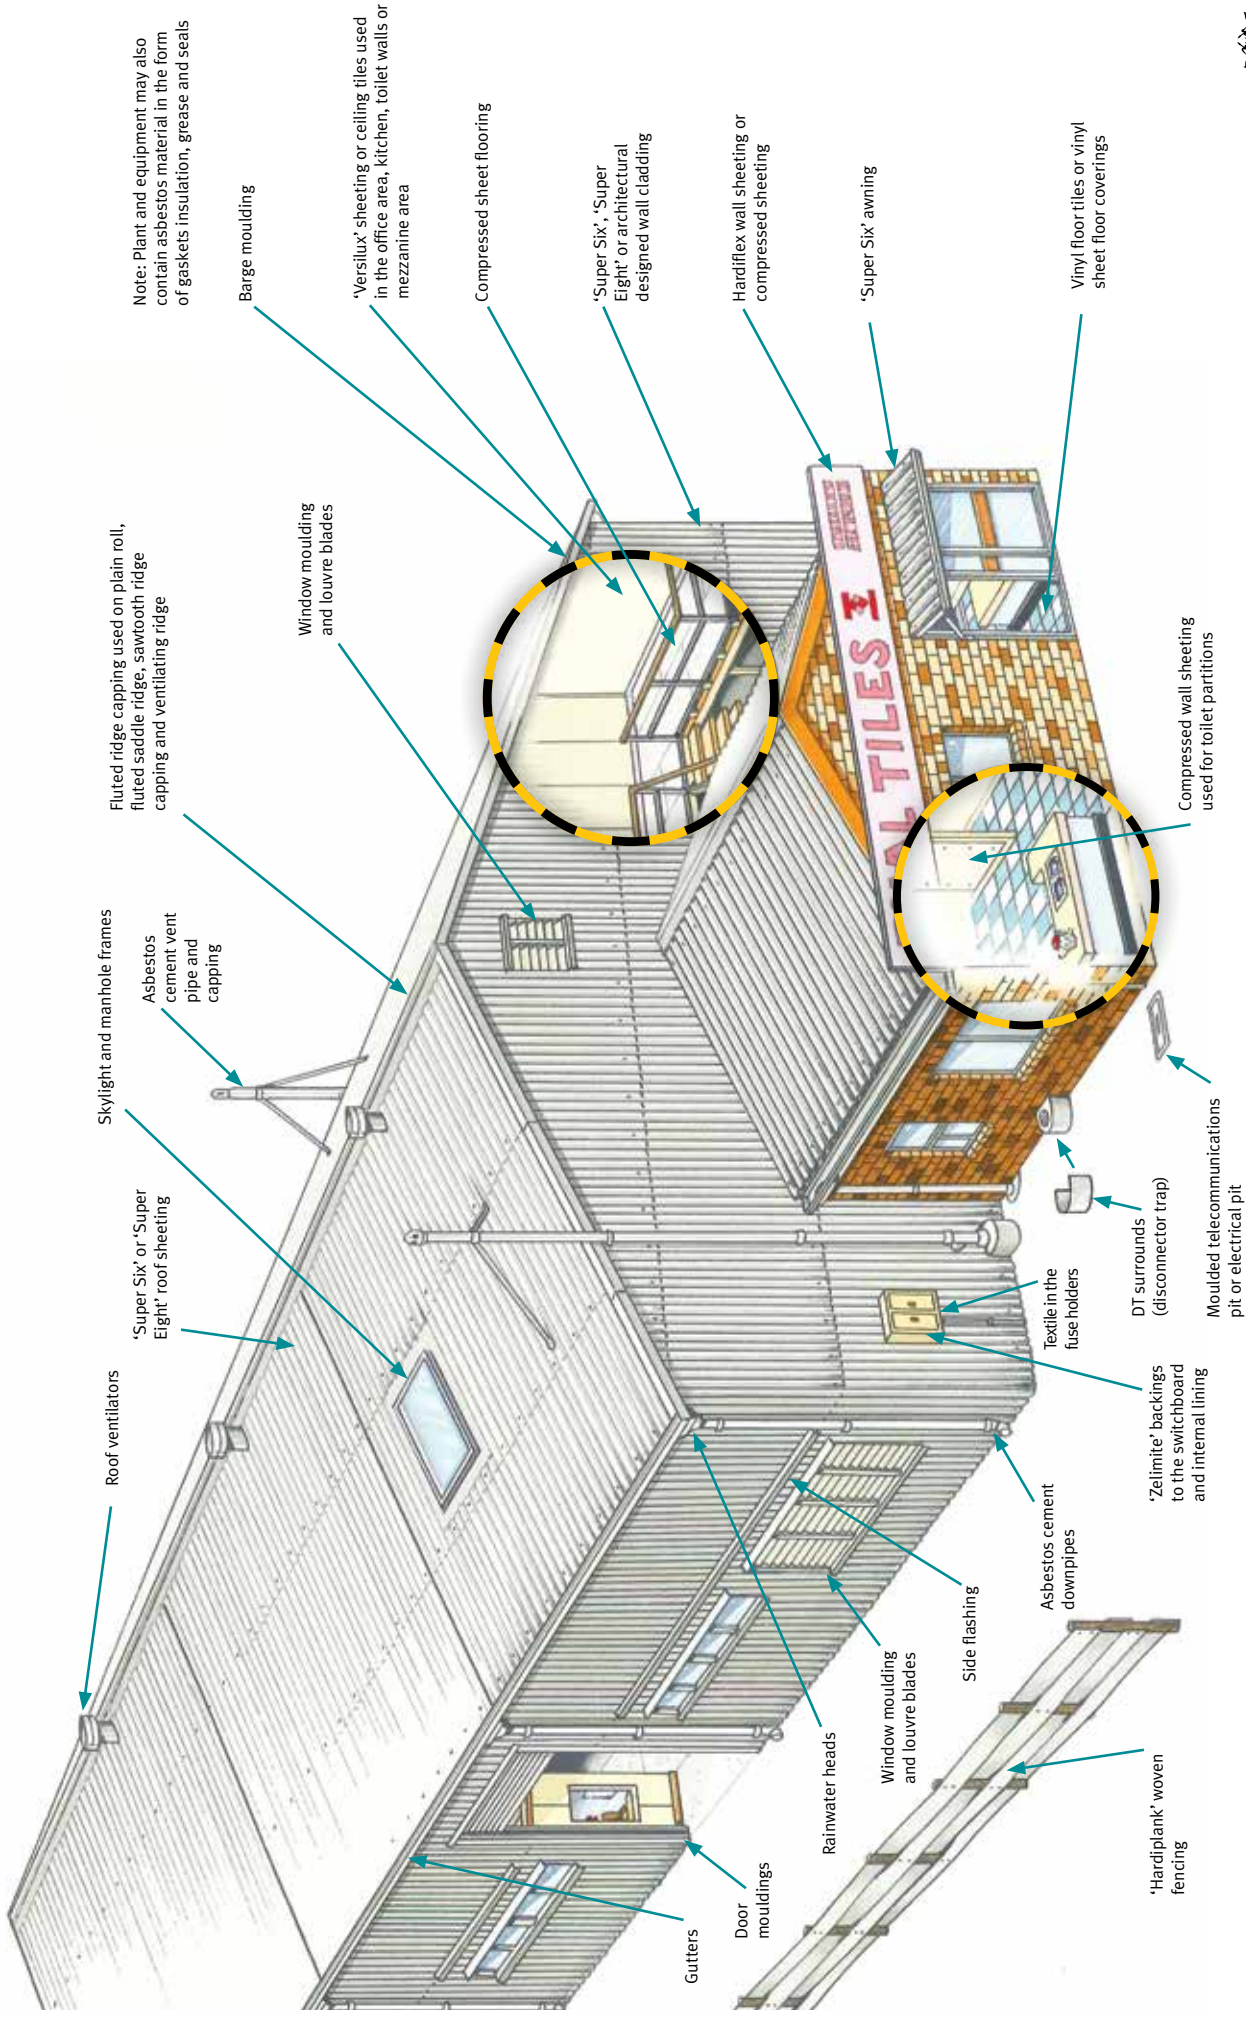 Roof ventilators
'Super Six' or 'Super
Eight' roof sheeting
Skylight and manhole frames
Asbestos
cement vent
pipe and
capping
Fluted ridge capping used on plain roll,
fluted saddle ridge, sawtooth ridge
capping and ventilating ridge
Window moulding
and louvre blades
Note: Plant and equipment may also
contain asbestos material in the form
of gaskets insulation, grease and seals
Barge moulding
'Versilux' sheeting or ceiling tiles used
in the office area, kitchen, toilet walls or
mezzanine area
Compressed sheet flooring
'Super Six', 'Super
Eight' or architectural
designed wall cladding
Hardiflex wall sheeting or
compressed sheeting
'Super Six' awning
Vinyl floor tiles or vinyl
sheet floor coverings
AL TILES
Gutters
Door
mouldings
Rainwater heads
Window moulding
and louvre blades
Side flashing
Asbestos cement
downpipes
Textile in the
fuse holders
'Hardiplank' woven
fencing
'Zelimite' backings
to the switchboard
and internal lining
DT surrounds
(disconnector trap)
Moulded telecommunications
pit or electrical pit
Compressed wall sheeting
used for toilet partitions